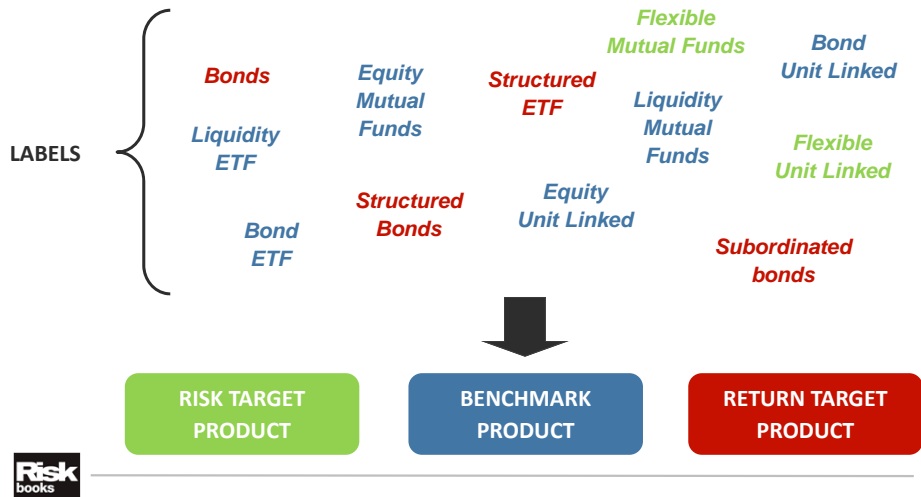 Flexible
Mutual Funds
Bond
Unit Linked
Bonds
Equity
Mutual
Funds
Structured
ETF
Liquidity
Mutual
Funds
Liquidity
ETF
LABELS
Flexible
Unit Linked
Structured
Bonds
Equity
Unit Linked
Bond
ETF
Subordinated
bonds
RISK TARGET
PRODUCT
BENCHMARK
PRODUCT
RETURN TARGET
PRODUCT
Risk
books